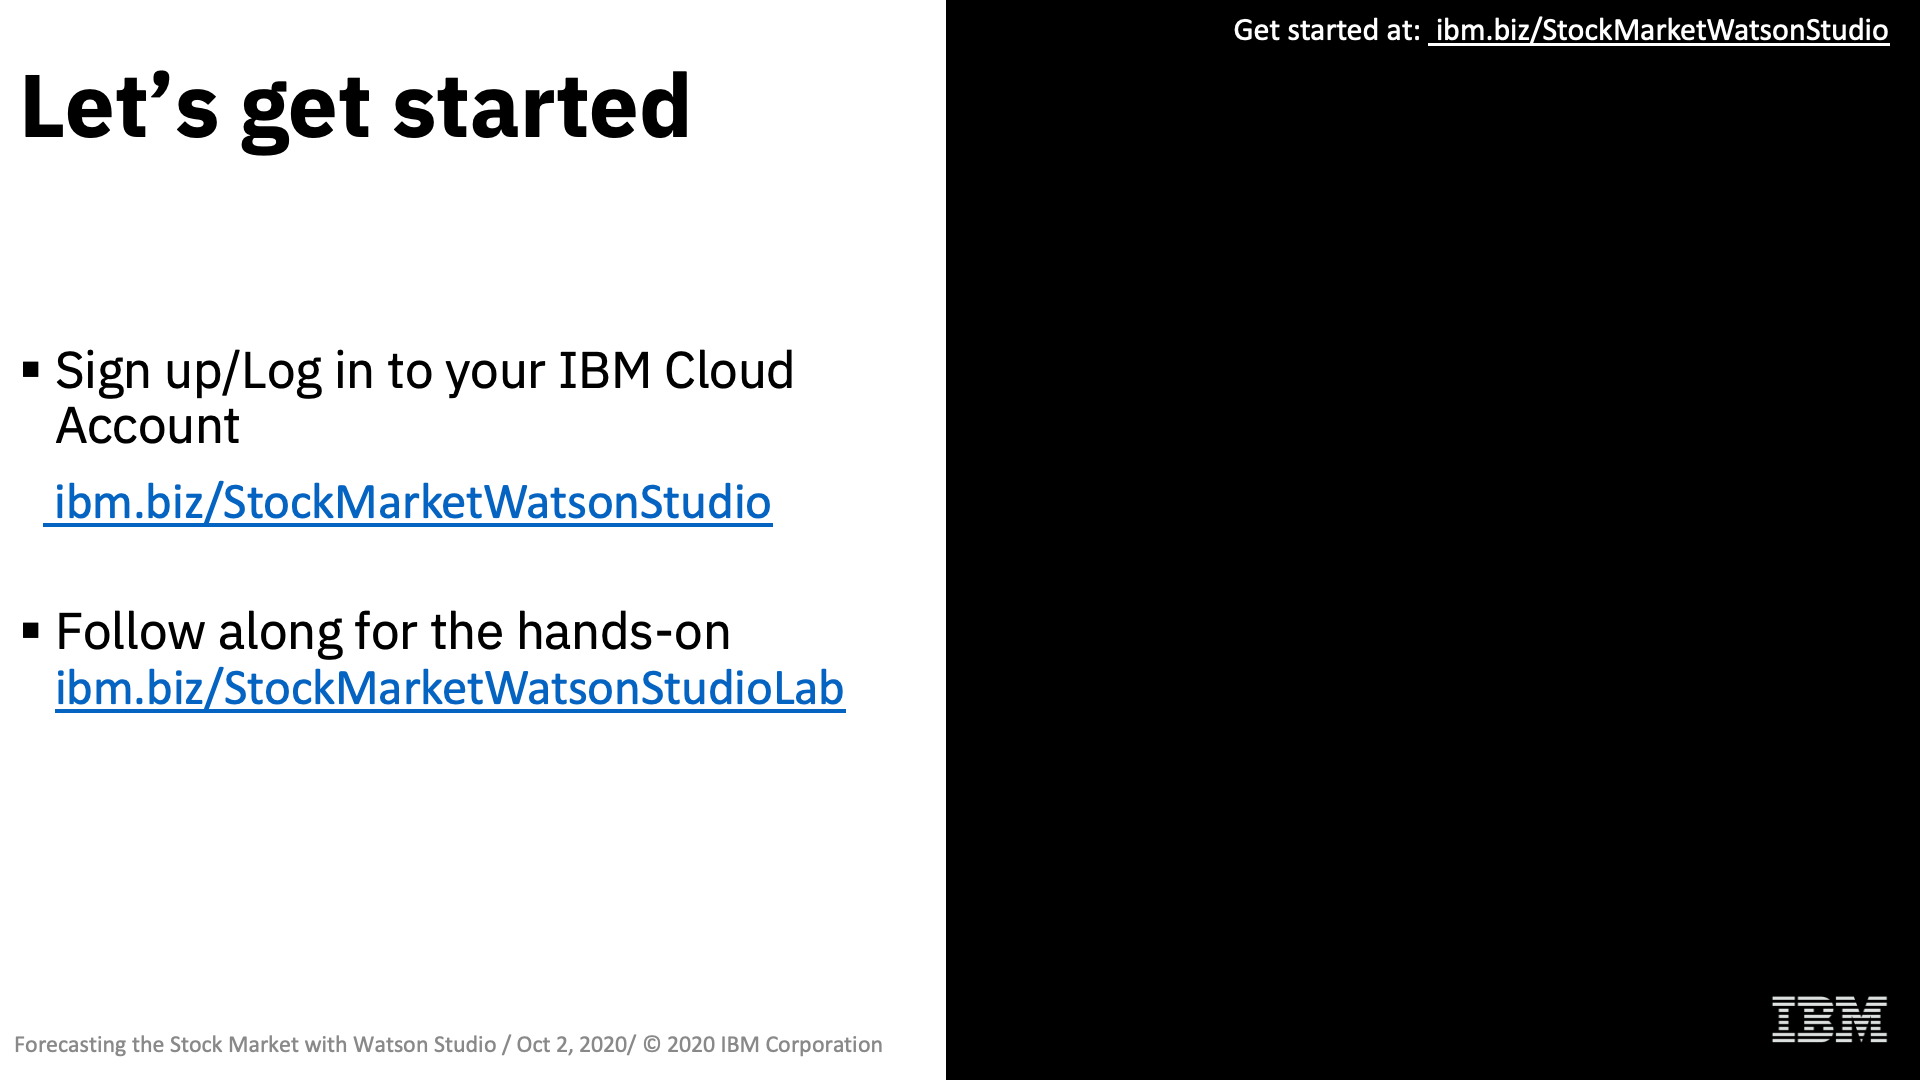 Get started at:  ibm.biz/StockMarketWatsonStudio
Let’s get started
▪ Sign up/Log in to your IBM Cloud
Account
ibm.biz/StockMarketWatsonStudio
▪ Follow along for the hands-on
ibm.biz/StockMarketWatsonStudioLab
Forecasting the Stock Market with Watson Studio / Oct 2, 2020/ © 2020 IBM Corporation
IBM